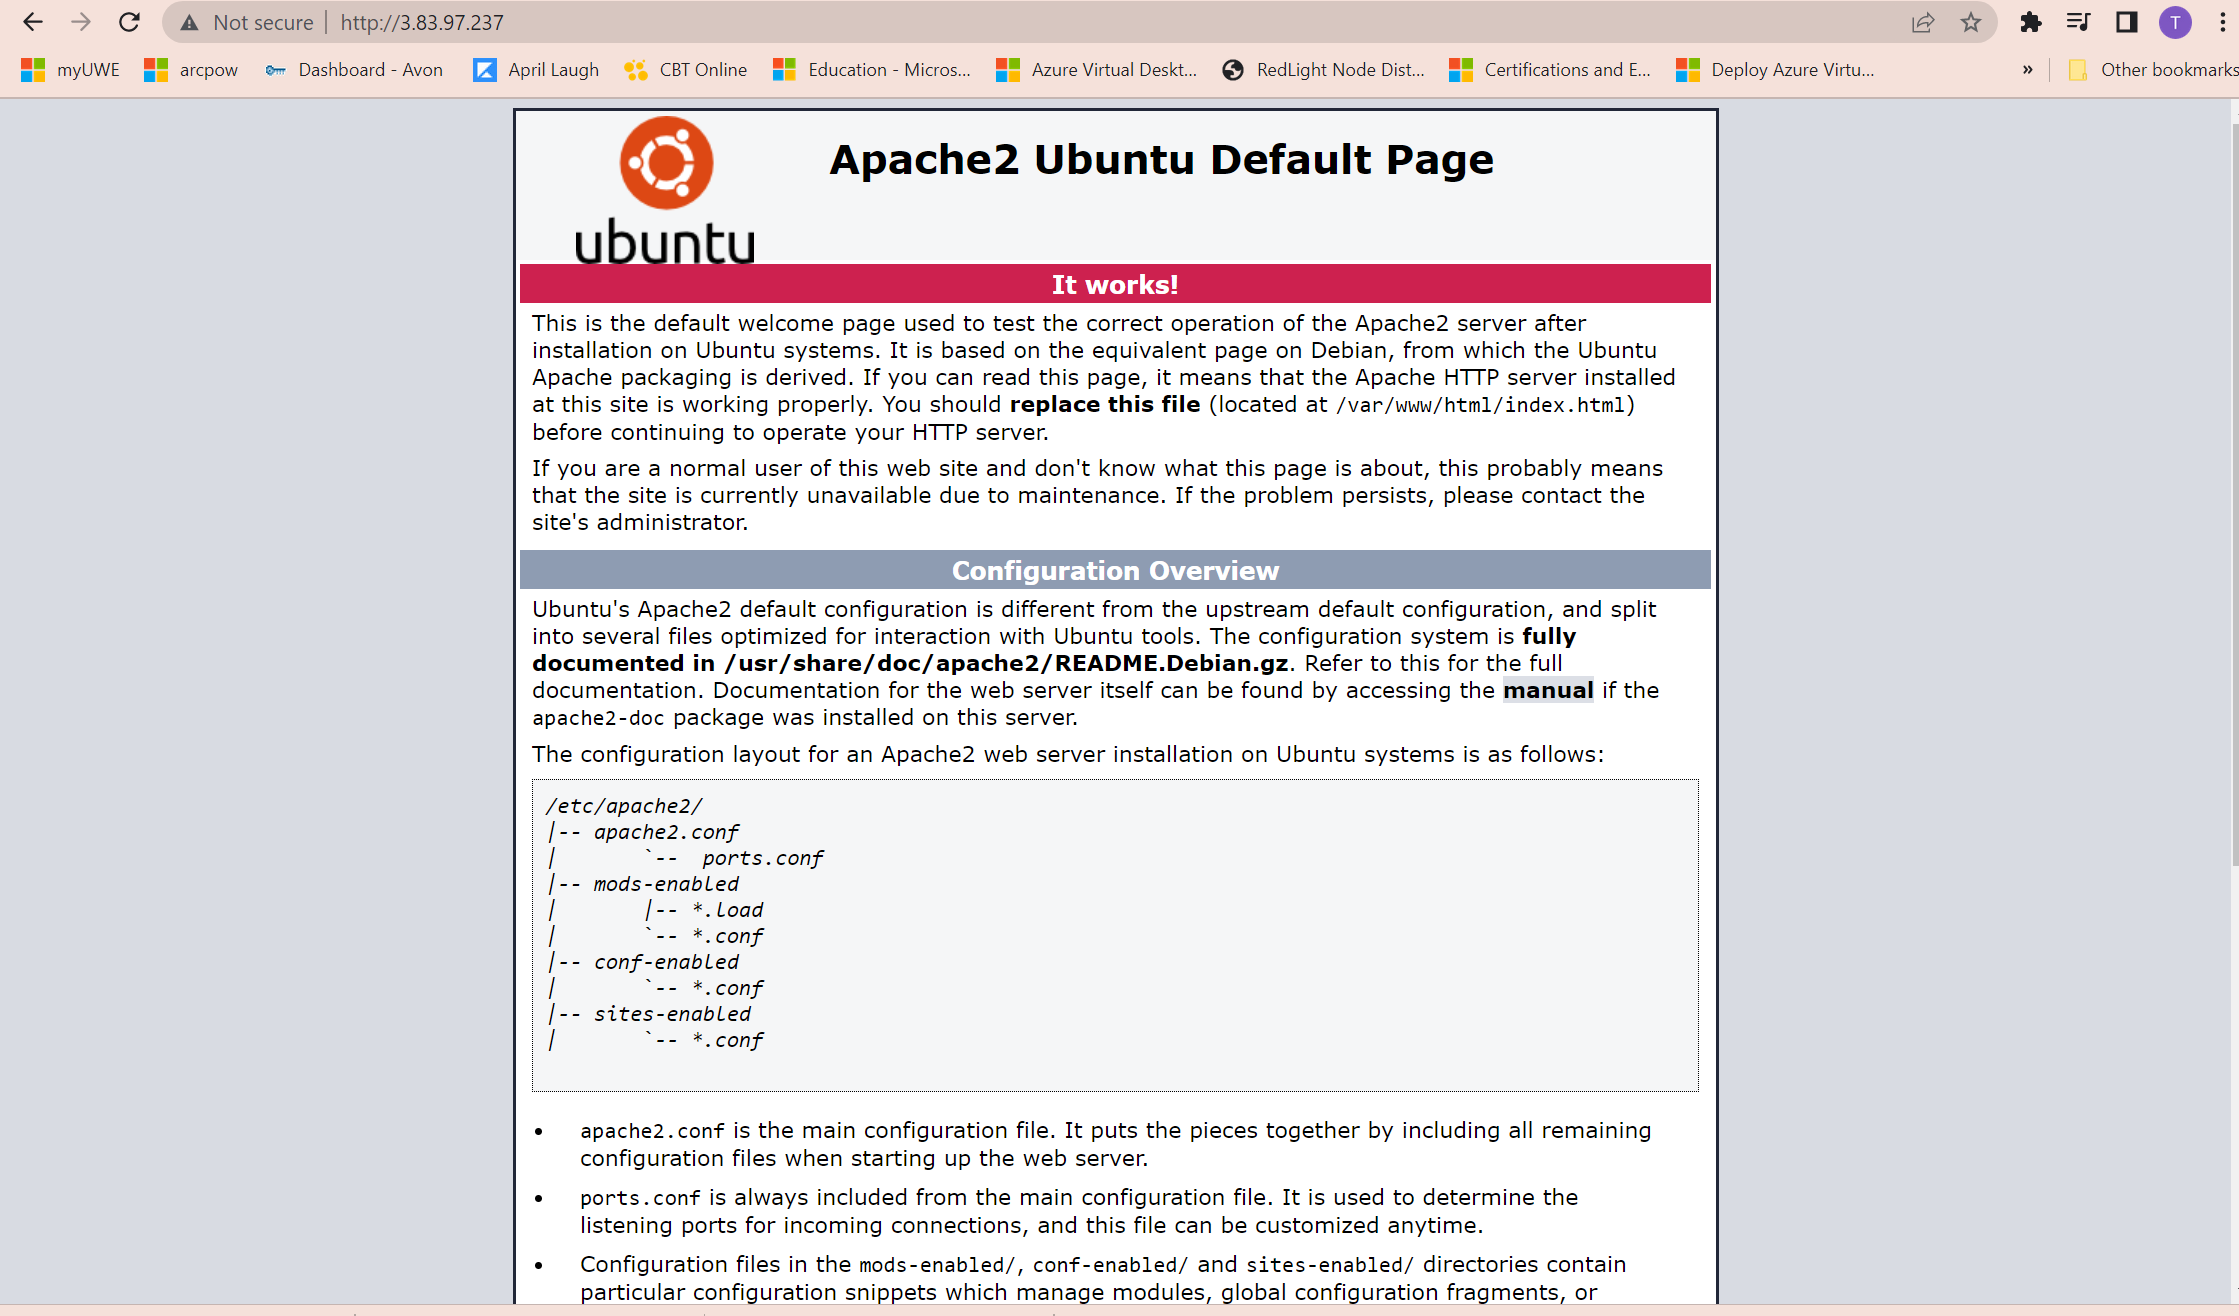 Not secure | http://3.83.97.237
T
myUWE arcpow Dashboard - Avon April Laugh CBT Online Education - Micros... Azure Virtual Deskt... RedLight Node Dist... Certifications and E... Deploy Azure Virtu... » Other bookmarks
ubuntu
Apache2 Ubuntu Default Page
It works!
This is the default welcome page used to test the correct operation of the Apache2 server after
installation on Ubuntu systems. It is based on the equivalent page on Debian, from which the Ubuntu
Apache packaging is derived. If you can read this page, it means that the Apache HTTP server installed
at this site is working properly. You should replace this file (located at /var/www/html/index.html)
before continuing to operate your HTTP server.
If you are a normal user of this web site and don't know what this page is about, this probably means
that the site is currently unavailable due to maintenance. If the problem persists, please contact the
site's administrator.
Configuration Overview
Ubuntu's Apache2 default configuration is different from the upstream default configuration, and split
into several files optimized for interaction with Ubuntu tools. The configuration system is fully
documented in /usr/share/doc/apache2/README.Debian.gz. Refer to this for the full
documentation. Documentation for the web server itself can be found by accessing the manual if the
apache2-doc package was installed on this server.
The configuration layout for an Apache2 web server installation on Ubuntu systems is as follows:
/etc/apache2/
|-- apache2.conf
|       `--  ports.conf
|-- mods-enabled
|       |-- *.load
|       `-- *.conf
|-- conf-enabled
|       `-- *.conf
|-- sites-enabled
|       `-- *.conf
• apache2.conf is the main configuration file. It puts the pieces together by including all remaining
configuration files when starting up the web server.
• ports.conf is always included from the main configuration file. It is used to determine the
listening ports for incoming connections, and this file can be customized anytime.
• Configuration files in the mods-enabled/, conf-enabled/ and sites-enabled/ directories contain
particular configuration snippets which manage modules, global configuration fragments, or